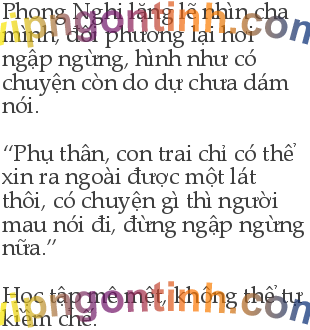 Phong Nghi lặng lẽ nhìn cha
mình, đối phương lại nói
ngập ngừng, hình như có
chuyện còn do dự chưa dám
nói.
“Phụ thân, con trai chỉ có thể
xin ra ngoài được một lát
thôi, có chuyện gì thì người
mau nói đi, đừng ngập ngừng
nữa.”
Học tập mê mệt, không thể tự
kiềm chế.